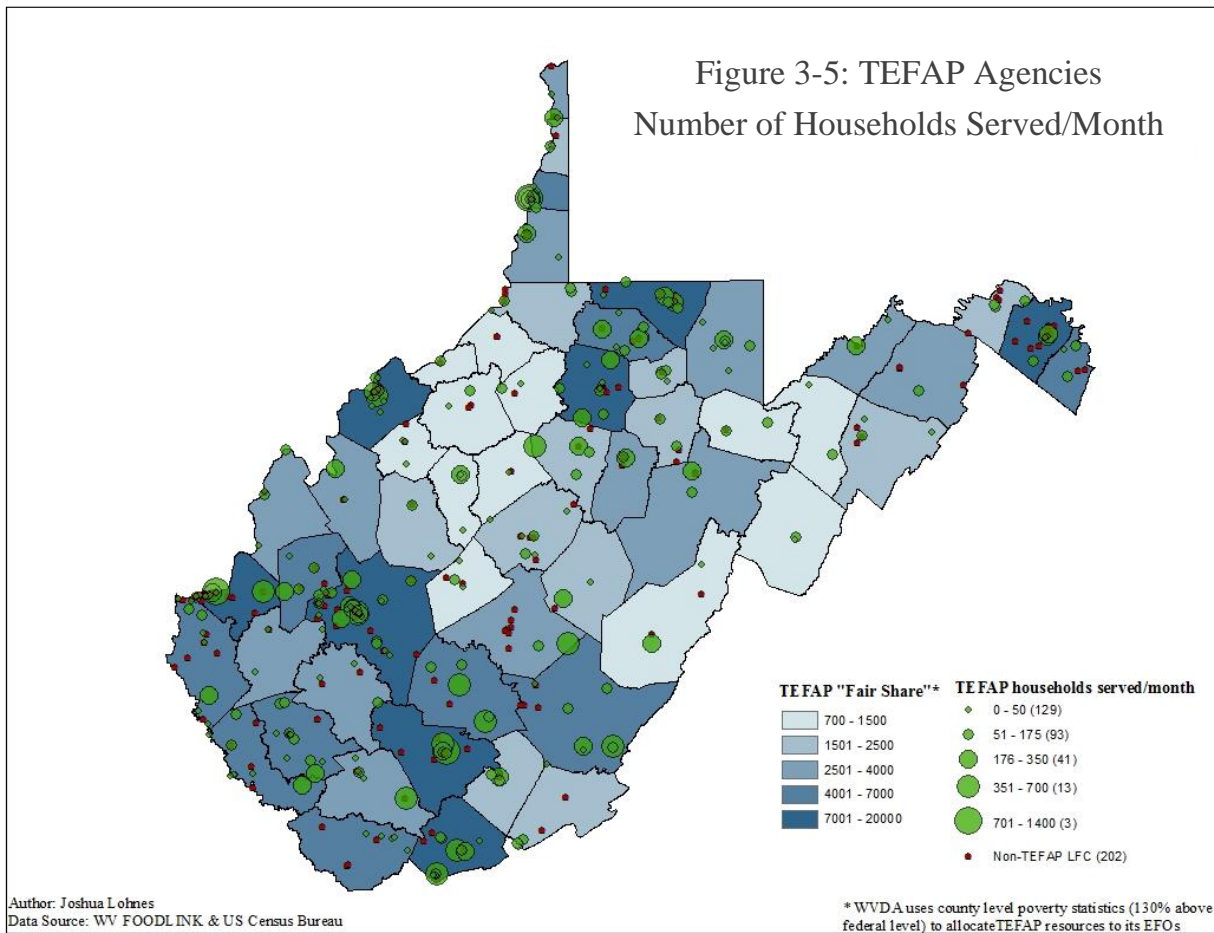 Figure 3-5: TEFAP Agencies
Number of Households Served/Month
TEFAP "Fair Share"*
700 - 1500
1501 - 2500
2501 - 4000
4001 - 7000
7001 - 20000
TEFAP households served/month
0 - 50 (129)
51 - 175 (93)
176 - 350 (41)
351 - 700 (13)
701 - 1400 (3)
Non-TEFAP LFC (202)
Author: Joshua Lohnes
Data Source: WV FOODLINK & US Census Bureau
* WVDA uses county level poverty statistics (130% above
federal level) to allocateTEFAP resources to its EFOs